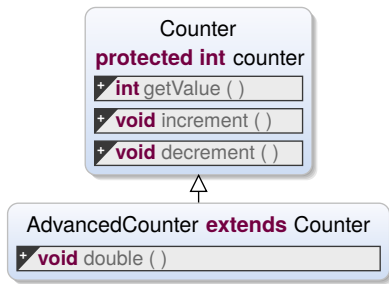 Counter
protected int counter
+ int getValue ( )
+ void increment ( )
+ void decrement ( )
AdvancedCounter extends Counter
+ void double ( )